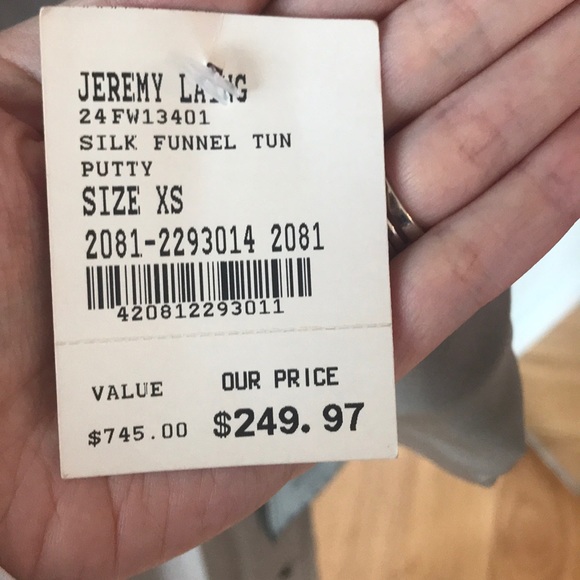 JEREMY LAING
24FW13401
SILK FUNNEL TUN
PUTTY
SIZE XS
2081-2293014 2081
420812293011
VALUE OUR PRICE
$745.00 $249.97